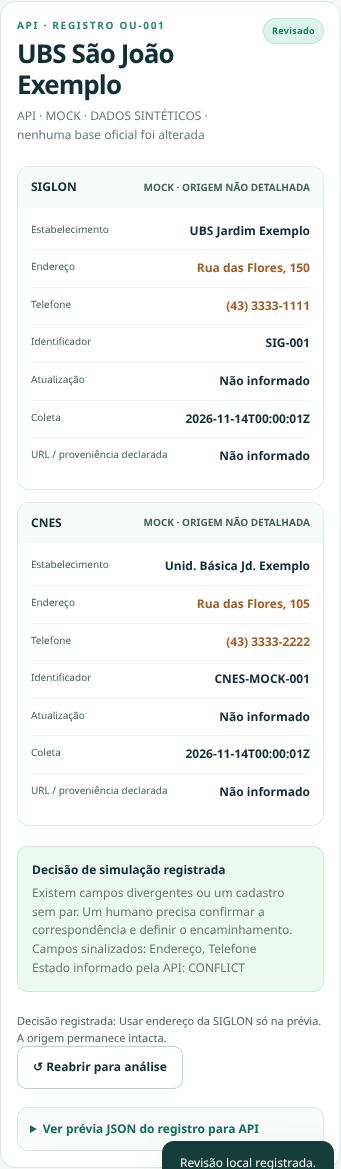 API · REGISTRO OU-001
Revisado
UBS São João
Exemplo
API · MOCK · DADOS SINTÉTICOS ·
nenhuma base oficial foi alterada
SIGLON MOCK · ORIGEM NÃO DETALHADA
Estabelecimento UBS Jardim Exemplo
Endereço Rua das Flores, 150
Telefone (43) 3333-1111
Identificador SIG-001
Atualização Não informado
Coleta 2026-11-14T00:00:01Z
URL / proveniência declarada Não informado
CNES MOCK · ORIGEM NÃO DETALHADA
Estabelecimento Unid. Básica Jd. Exemplo
Endereço Rua das Flores, 105
Telefone (43) 3333-2222
Identificador CNES-MOCK-001
Atualização Não informado
Coleta 2026-11-14T00:00:01Z
URL / proveniência declarada Não informado
Decisão de simulação registrada
Existem campos divergentes ou um cadastro
sem par. Um humano precisa confirmar a
correspondência e definir o encaminhamento.
Campos sinalizados: Endereço, Telefone
Estado informado pela API: CONFLICT
Decisão registrada: Usar endereço da SIGLON só na prévia.
A origem permanece intacta.
↺ Reabrir para análise
▶ Ver prévia JSON do registro para API
Revisão local registrada.